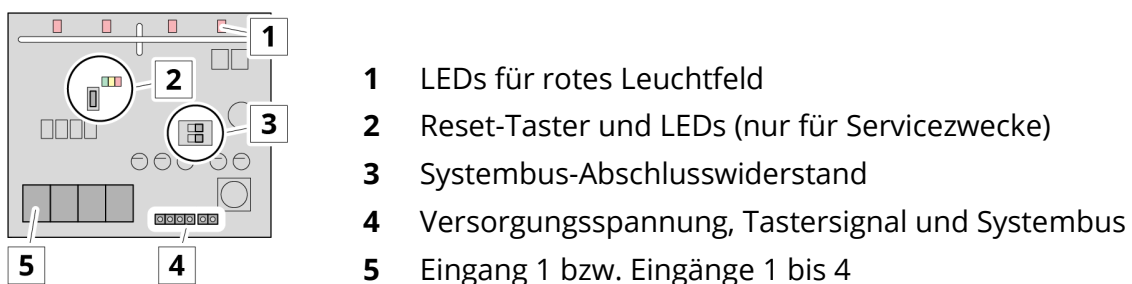 1
2
3
4
5
1 LEDs für rotes Leuchtfeld
2 Reset-Taster und LEDs (nur für Servicezwecke)
3 Systembus-Abschlusswiderstand
4 Versorgungsspannung, Tastersignal und Systembus
5 Eingang 1 bzw. Eingänge 1 bis 4